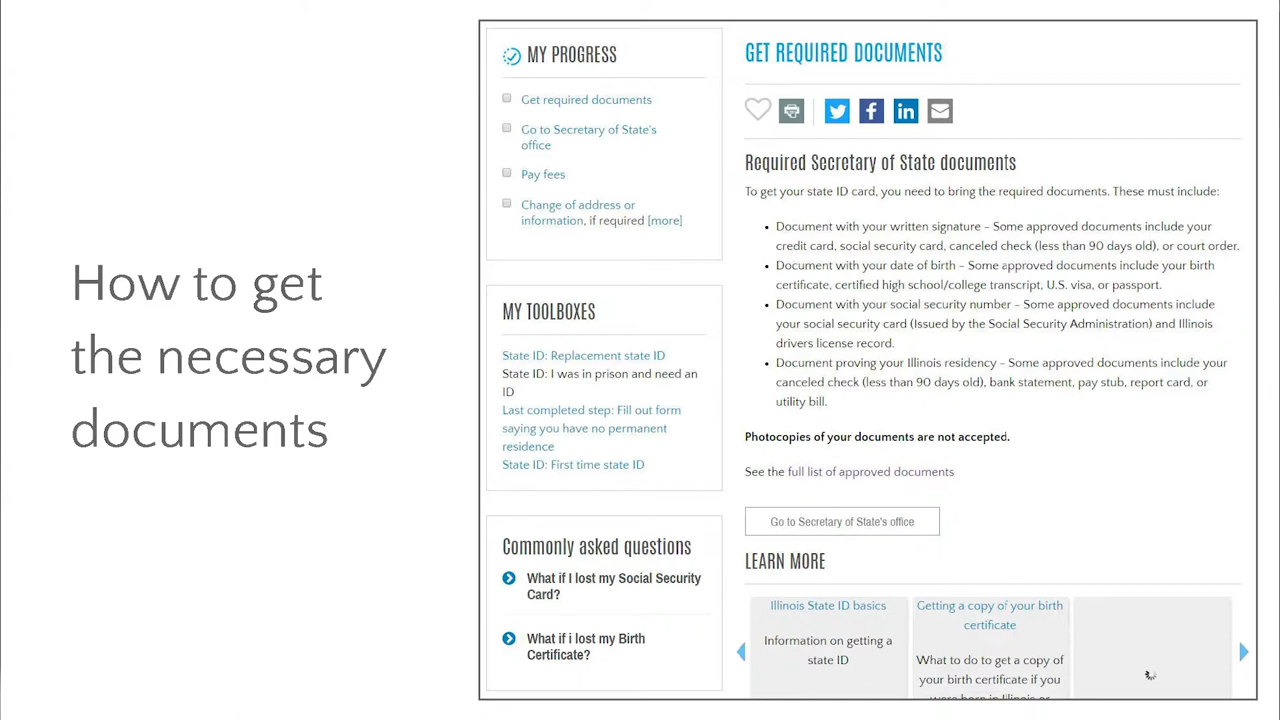 How to get
the necessary
documents
MY PROGRESS
Get required documents
Go to Secretary of State's
office
Pay fees
Change of address or
information, if required [more]
MY TOOLBOXES
State ID: Replacement state ID
State ID: I was in prison and need an
ID
Last completed step: Fill out form
saying you have no permanent
residence
State ID: First time state ID
Commonly asked questions
What if I lost my Social Security
Card?
What if i lost my Birth
Certificate?
GET REQUIRED DOCUMENTS
Required Secretary of State documents
To get your state ID card, you need to bring the required documents. These must include:
• Document with your written signature – Some approved documents include your
credit card, social security card, canceled check (less than 90 days old), or court order.
• Document with your date of birth – Some approved documents include your birth
certificate, certified high school/college transcript, U.S. visa, or passport.
• Document with your social security number – Some approved documents include
your social security card (Issued by the Social Security Administration) and Illinois
drivers license record.
• Document proving your Illinois residency – Some approved documents include your
canceled check (less than 90 days old), bank statement, pay stub, report card, or
utility bill.
Photocopies of your documents are not accepted.
See the full list of approved documents
Go to Secretary of State's office
LEARN MORE
Illinois State ID basics
Information on getting a
state ID
Getting a copy of your birth
certificate
What to do to get a copy of
your birth certificate if you
were born in Illinois or